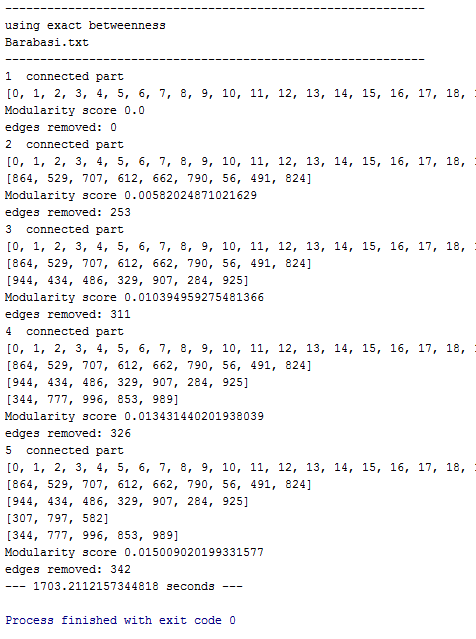 -------------------------------------------------------------
using exact betweenness
Barabasi.txt
-------------------------------------------------------------
1  connected part
[0, 1, 2, 3, 4, 5, 6, 7, 8, 9, 10, 11, 12, 13, 14, 15, 16, 17, 18,
Modularity score 0.0
edges removed: 0
2  connected part
[0, 1, 2, 3, 4, 5, 6, 7, 8, 9, 10, 11, 12, 13, 14, 15, 16, 17, 18,
[864, 529, 707, 612, 662, 790, 56, 491, 824]
Modularity score 0.00582024871021629
edges removed: 253
3  connected part
[0, 1, 2, 3, 4, 5, 6, 7, 8, 9, 10, 11, 12, 13, 14, 15, 16, 17, 18,
[864, 529, 707, 612, 662, 790, 56, 491, 824]
[944, 434, 486, 329, 907, 284, 925]
Modularity score 0.010394959275481366
edges removed: 311
4  connected part
[0, 1, 2, 3, 4, 5, 6, 7, 8, 9, 10, 11, 12, 13, 14, 15, 16, 17, 18,
[864, 529, 707, 612, 662, 790, 56, 491, 824]
[944, 434, 486, 329, 907, 284, 925]
[344, 777, 996, 853, 989]
Modularity score 0.013431440201938039
edges removed: 326
5  connected part
[0, 1, 2, 3, 4, 5, 6, 7, 8, 9, 10, 11, 12, 13, 14, 15, 16, 17, 18,
[864, 529, 707, 612, 662, 790, 56, 491, 824]
[944, 434, 486, 329, 907, 284, 925]
[307, 797, 582]
[344, 777, 996, 853, 989]
Modularity score 0.015009020199331577
edges removed: 342
--- 1703.2112157344818 seconds ---
Process finished with exit code 0